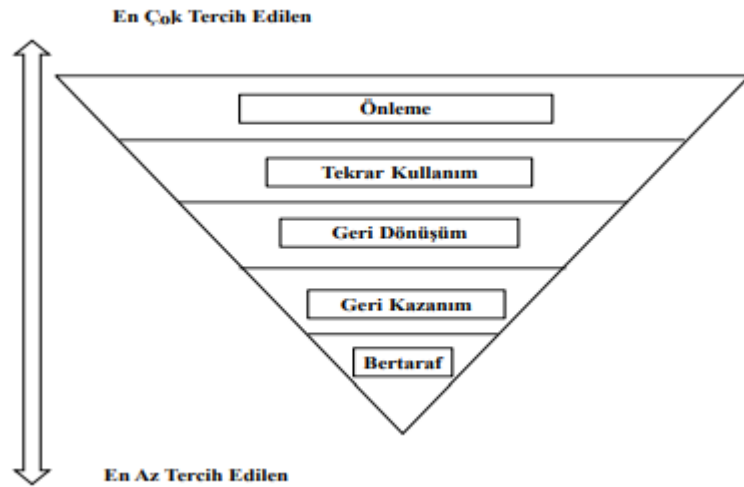 En Çok Tercih Edilen
Önleme
Tekrar Kullanım
Geri Dönüşüm
Geri Kazanım
Bertaraf
En Az Tercih Edilen